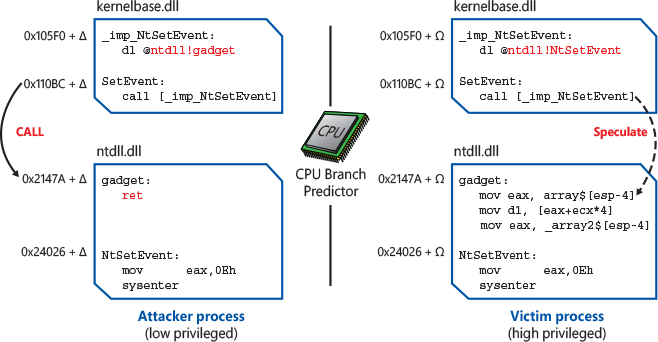 kernelbase.dll
0x105F0 + Δ
_imp_NtSetEvent:
dl @ntdll!gadget
0x110BC + Δ
SetEvent:
call [_imp_NtSetEvent]
CALL
ntdll.dll
0x2147A + Δ
gadget:
ret
0x24026 + Δ
NtSetEvent:
mov eax,0Eh
sysenter
Attacker process
(low privileged)
CPU
CPU Branch
Predictor
kernelbase.dll
0x105F0 + Ω
_imp_NtSetEvent:
dl @ntdll!NtSetEvent
0x110BC + Ω
SetEvent:
call [_imp_NtSetEvent]
Speculate
ntdll.dll
0x2147A + Ω
gadget:
mov eax, array$[esp-4]
mov d1, [eax+ecx*4]
mov eax, _array2$[esp-4]
0x24026 + Ω
NtSetEvent:
mov eax,0Eh
sysenter
Victim process
(high privileged)